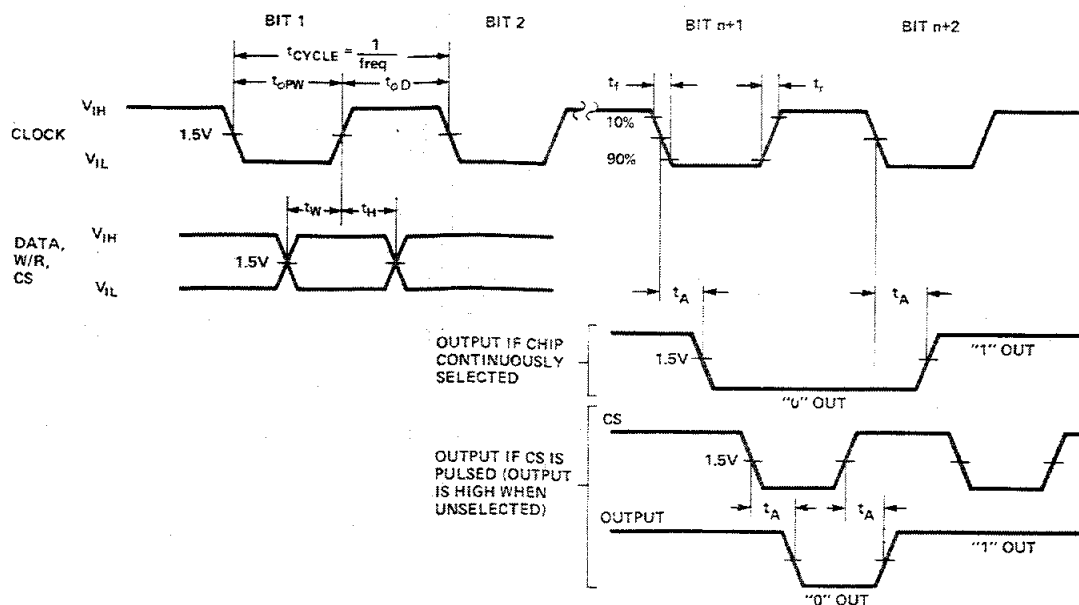 BIT 1
BIT 2
BIT n+1
BIT n+2
tCYCLE = 1/freq
tφPW
tφD
tf
tr
CLOCK
VIH
1.5V
VIL
10%
90%
tW
tH
DATA,
W/R,
CS
VIH
1.5V
VIL
tA
tA
OUTPUT IF CHIP
CONTINUOUSLY
SELECTED
1.5V
"0" OUT
"1" OUT
OUTPUT IF CS IS
PULSED (OUTPUT
IS HIGH WHEN
UNSELECTED)
CS
1.5V
tA
tA
OUTPUT
"0" OUT
"1" OUT